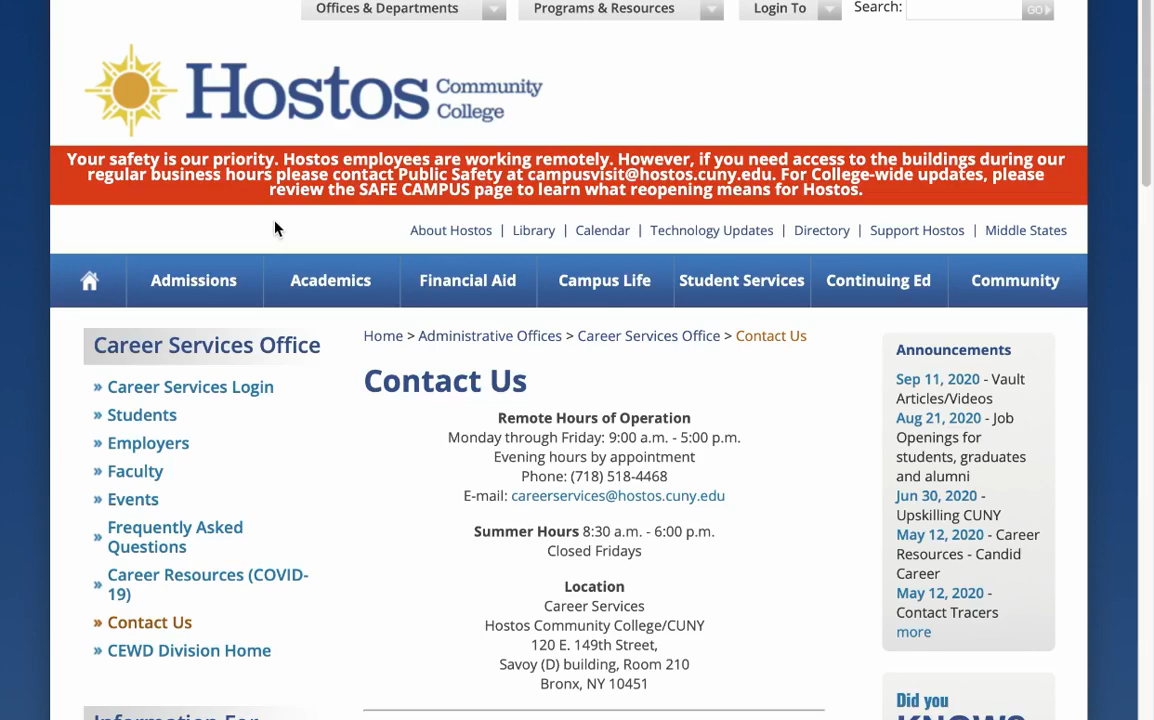 Offices & Departments
Programs & Resources
Login To
Search:
GO
Hostos Community College
Your safety is our priority. Hostos employees are working remotely. However, if you need access to the buildings during our
regular business hours please contact Public Safety at campusvisit@hostos.cuny.edu. For College-wide updates, please
review the SAFE CAMPUS page to learn what reopening means for Hostos.
About Hostos | Library | Calendar | Technology Updates | Directory | Support Hostos | Middle States
Admissions
Academics
Financial Aid
Campus Life
Student Services
Continuing Ed
Community
Career Services Office
» Career Services Login
» Students
» Employers
» Faculty
» Events
» Frequently Asked
Questions
» Career Resources (COVID-
19)
» Contact Us
» CEWD Division Home
Information For
Home > Administrative Offices > Career Services Office > Contact Us
Contact Us
Remote Hours of Operation
Monday through Friday: 9:00 a.m. - 5:00 p.m.
Evening hours by appointment
Phone: (718) 518-4468
E-mail: careerservices@hostos.cuny.edu
Summer Hours 8:30 a.m. - 6:00 p.m.
Closed Fridays
Location
Career Services
Hostos Community College/CUNY
120 E. 149th Street,
Savoy (D) building, Room 210
Bronx, NY 10451
Announcements
Sep 11, 2020 - Vault
Articles/Videos
Aug 21, 2020 - Job
Openings for
students, graduates
and alumni
Jun 30, 2020 -
Upskilling CUNY
May 12, 2020 - Career
Resources - Candid
Career
May 12, 2020 -
Contact Tracers
more
Did you
KNOW?